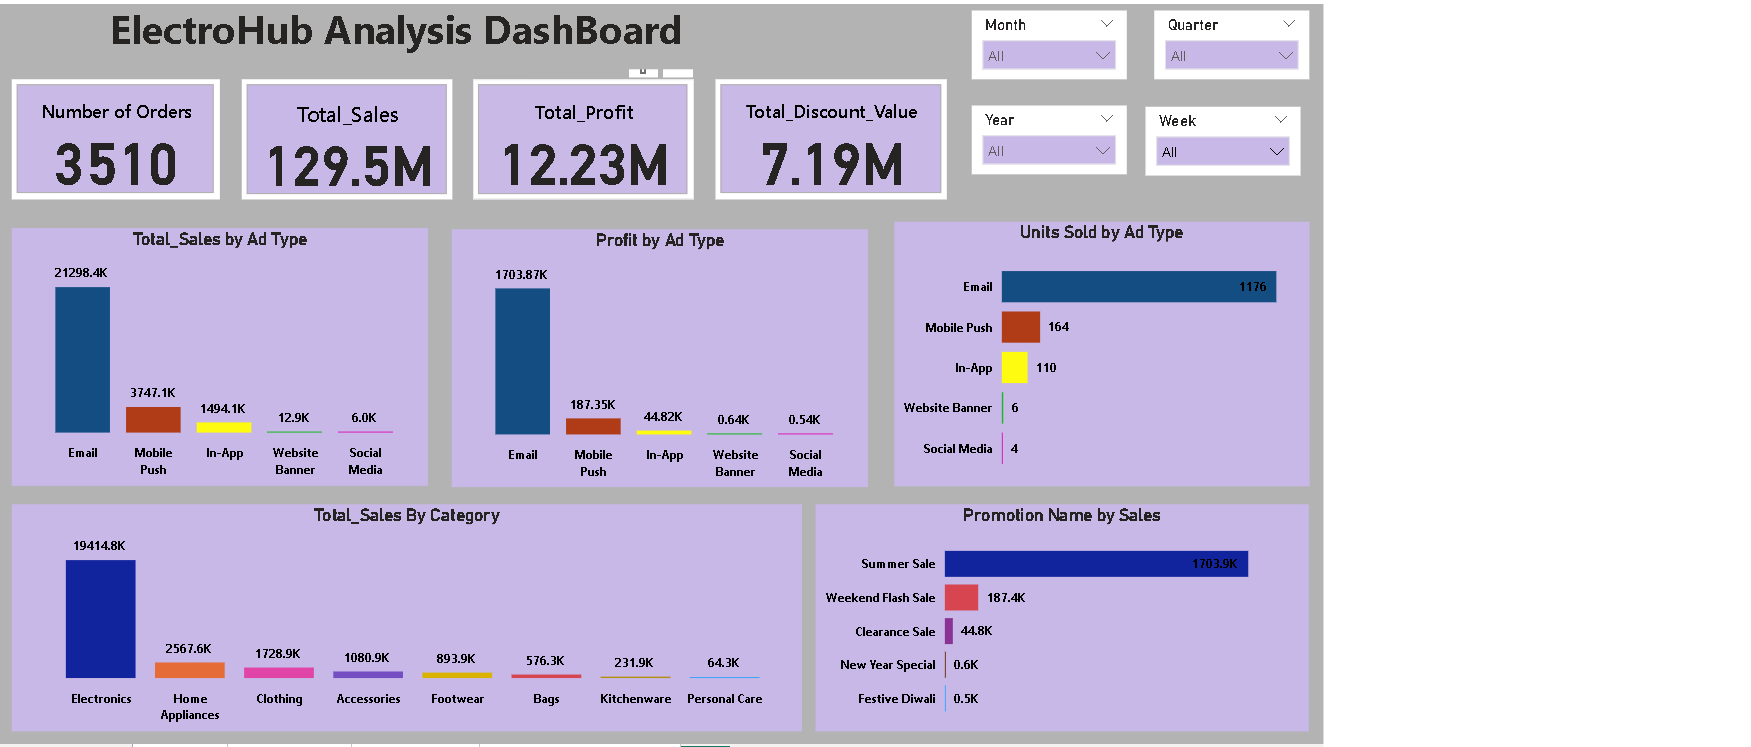 ElectroHub Analysis DashBoard
Month
All
Quarter
All
Year
All
Week
All
Number of Orders
3510
Total_Sales
129.5M
Total_Profit
12.23M
Total_Discount_Value
7.19M
Total_Sales by Ad Type
21298.4K
3747.1K
1494.1K
12.9K
6.0K
Email
Mobile
Push
In-App
Website
Banner
Social
Media
Profit by Ad Type
1703.87K
187.35K
44.82K
0.64K
0.54K
Email
Mobile
Push
In-App
Website
Banner
Social
Media
Units Sold by Ad Type
Email 1176
Mobile Push 164
In-App 110
Website Banner 6
Social Media 4
Total_Sales By Category
19414.8K
2567.6K
1728.9K
1080.9K
893.9K
576.3K
231.9K
64.3K
Electronics
Home
Appliances
Clothing
Accessories
Footwear
Bags
Kitchenware
Personal Care
Promotion Name by Sales
Summer Sale 1703.9K
Weekend Flash Sale 187.4K
Clearance Sale 44.8K
New Year Special 0.6K
Festive Diwali 0.5K